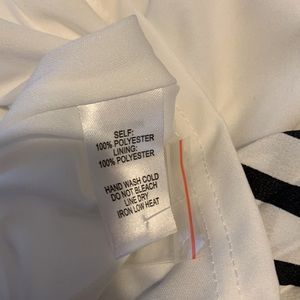 SELF:
100% POLYESTER
LINING:
100% POLYESTER
HAND WASH COLD
DO NOT BLEACH
LINE DRY
IRON LOW HEAT